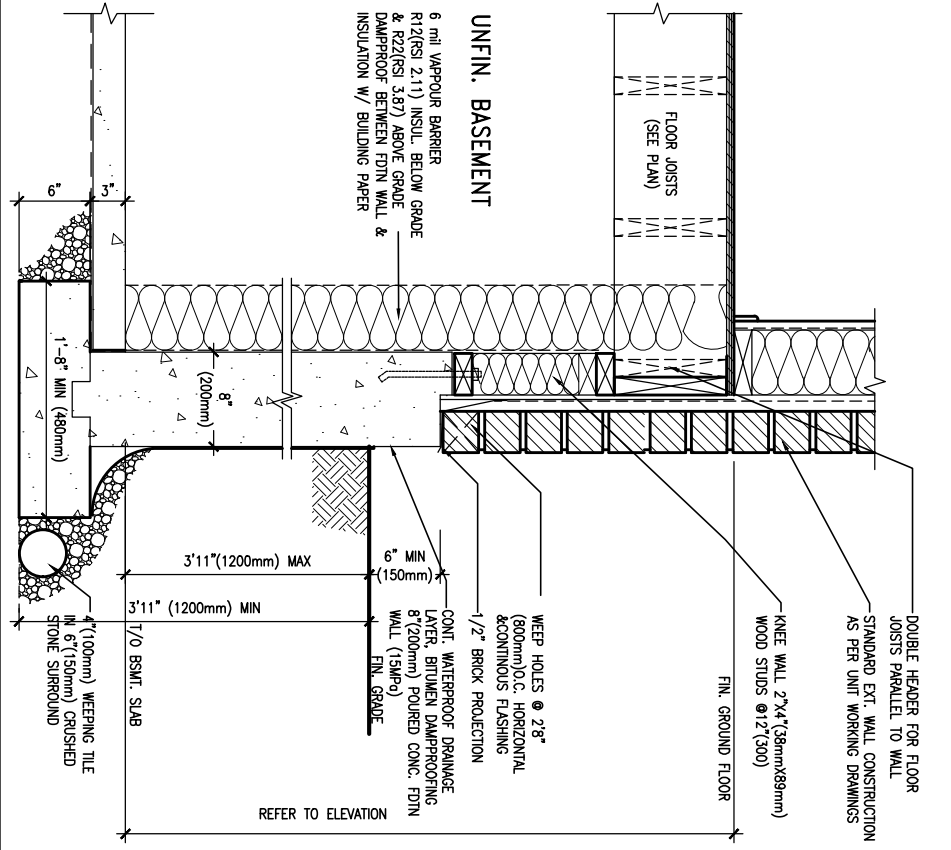 DOUBLE HEADER FOR FLOOR
JOISTS PARALLEL TO WALL
STANDARD EXT. WALL CONSTRUCTION
AS PER UNIT WORKING DRAWINGS
KNEE WALL 2"X4"(38mmX89mm)
WOOD STUDS @12"(300)
FIN. GROUND FLOOR
FLOOR JOISTS
(SEE PLAN)
UNFIN. BASEMENT
6 mil VAPPOUR BARRIER
R12(RSI 2.11) INSUL BELOW GRADE
& R22(RSI 3.87) ABOVE GRADE
DAMPPROOF BETWEEN FDTN WALL &
INSULATION W/ BUILDING PAPER
WEEP HOLES @ 2'8"
(800mm)O.C. HORIZONTAL
&CONTINOUS FLASHING
1/2" BRICK PROJECTION
CONT. WATERPROOF DRAINAGE
LAYER, BITUMEN DAMPPROOFING
8"(200mm) POURED CONC. FDTN
WALL (15MPa)
FIN. GRADE
6" MIN
(150mm)
3'11"(1200mm) MAX
3'11" (1200mm) MIN
8"
(200mm)
REFER TO ELEVATION
T/O BSMT. SLAB
3"
6"
1'-8" MIN (480mm)
4"(100mm) WEEPING TILE
IN 6"(150mm) CRUSHED
STONE SURROUND